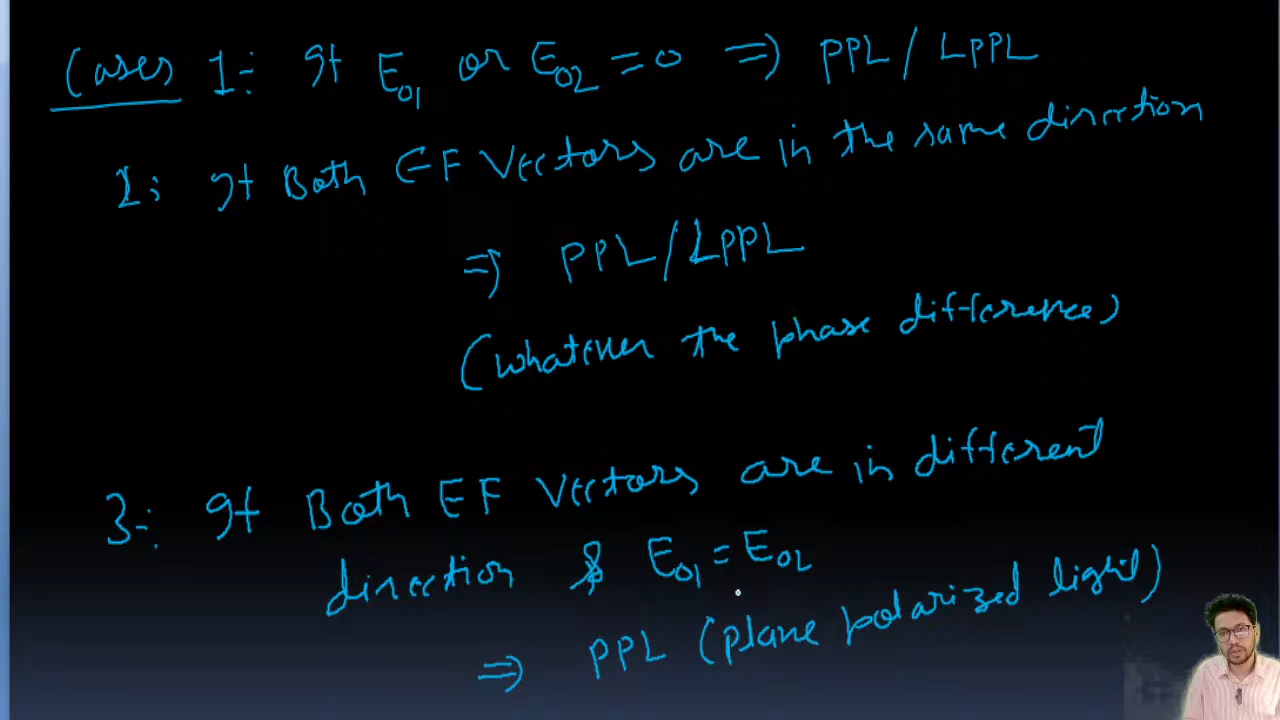 Cases 1:- If E01 or E02 = 0 ⇒ PPL / LPPL
2:- If Both EF Vectors are in the same direction
⇒ PPL / LPPL
(whatever the phase difference)
3:- If Both EF Vectors are in different
direction & E01 = E02
⇒ PPL (plane polarized light)